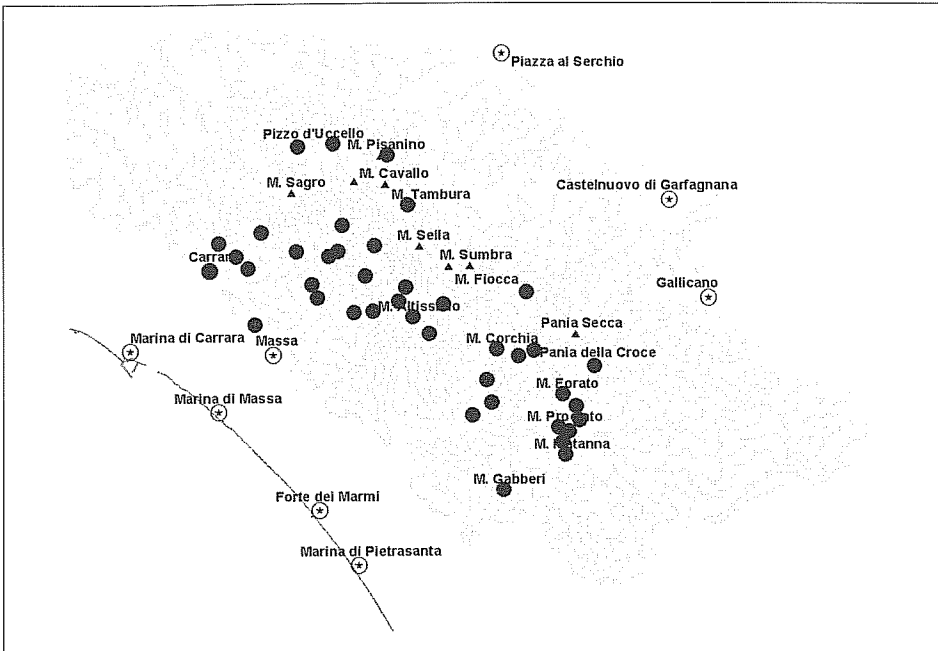 Piazza al Serchio
Pizzo d'Uccello
M. Pisanino
M. Cavallo
M. Sagro
M. Tambura
Castelnuovo di Garfagnana
M. Sella
M. Sumbra
Carrara
M. Fiocca
Gallicano
M. Altissimo
Pania Secca
Marina di Carrara
Massa
M. Corchia
Pania della Croce
M. Forato
Marina di Massa
M. Procinto
M. Matanna
M. Gabberi
Forte dei Marmi
Marina di Pietrasanta